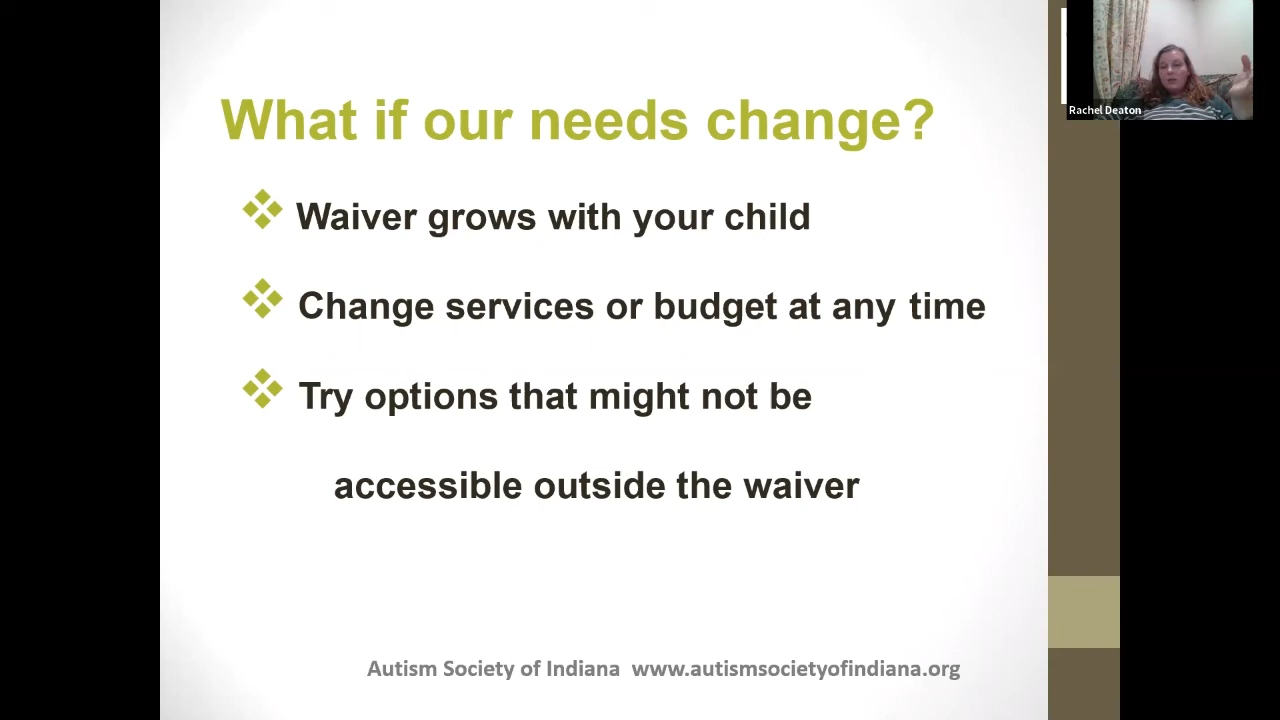 What if our needs change?
Waiver grows with your child
Change services or budget at any time
Try options that might not be
accessible outside the waiver
Autism Society of Indiana www.autismsocietyofindiana.org
Rachel Deaton